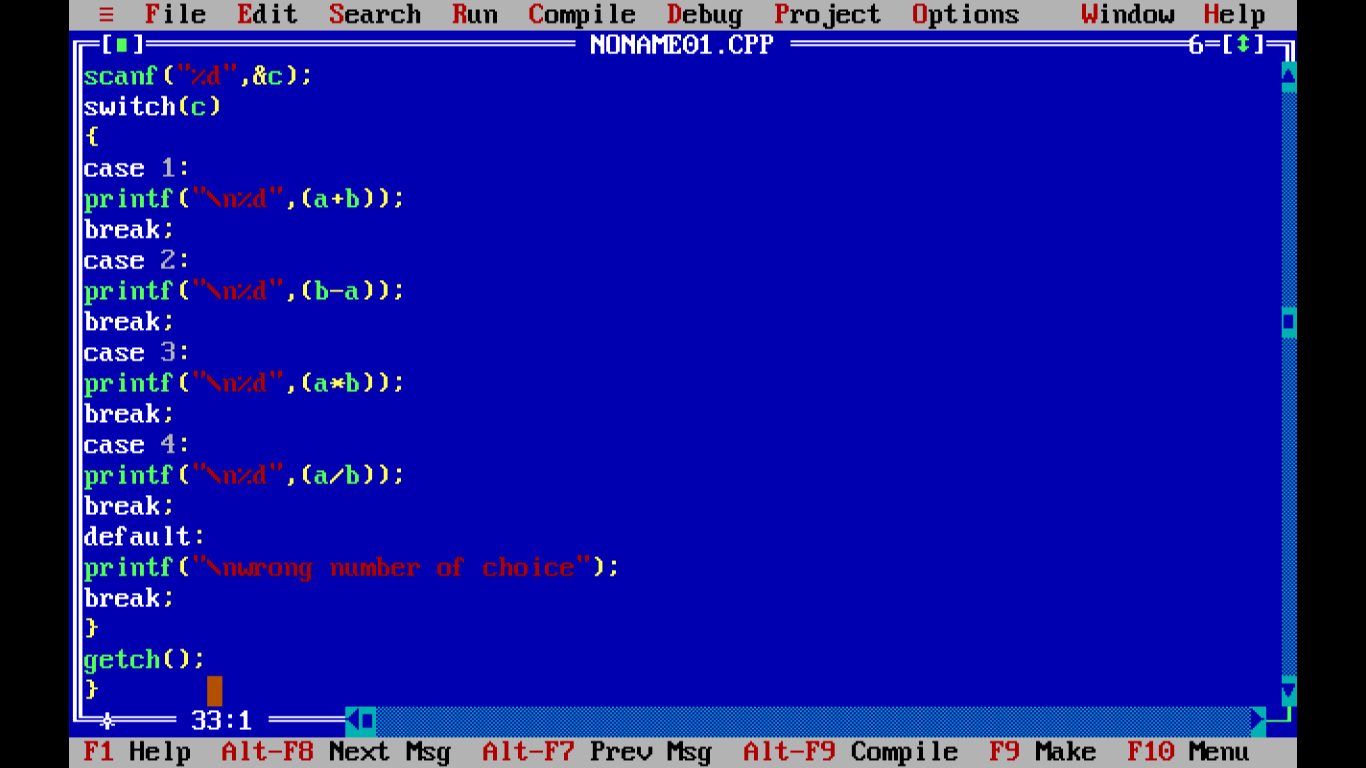 ≡ File Edit Search Run Compile Debug Project Options Window Help
[■] NONAME01.CPP 6=[↕]
scanf("%d",&c);
switch(c)
{
case 1:
printf("\n%d",(a+b));
break;
case 2:
printf("\n%d",(b-a));
break;
case 3:
printf("\n%d",(a*b));
break;
case 4:
printf("\n%d",(a/b));
break;
default:
printf("\nwrong number of choice");
break;
}
getch();
}
33:1
F1 Help Alt-F8 Next Msg Alt-F7 Prev Msg Alt-F9 Compile F9 Make F10 Menu